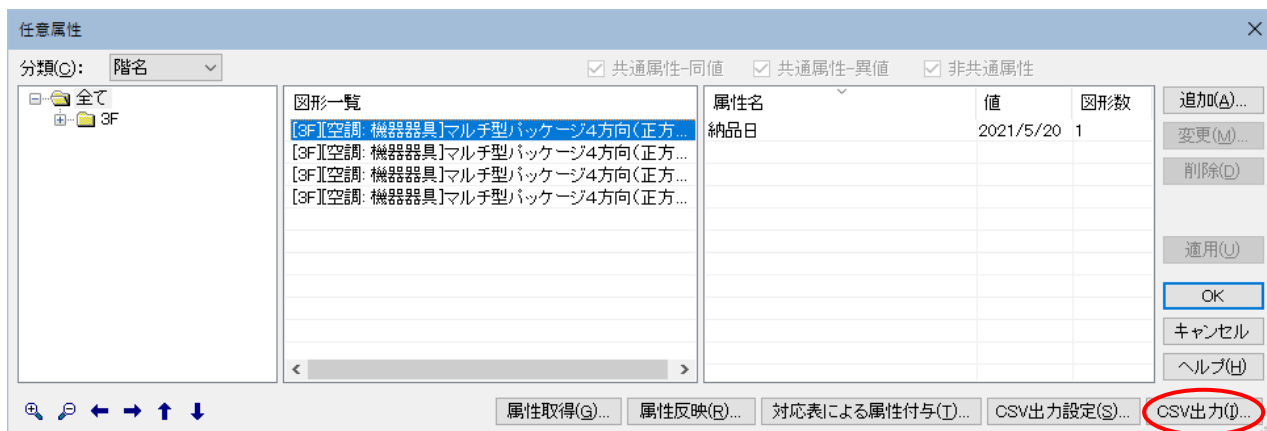 任意属性
分類(C): 階名 共通属性-同値 共通属性-異値 非共通属性
全て
3F
図形一覧
[3F][空調: 機器器具]マルチ型パッケージ4方向(正方...
[3F][空調: 機器器具]マルチ型パッケージ4方向(正方...
[3F][空調: 機器器具]マルチ型パッケージ4方向(正方...
[3F][空調: 機器器具]マルチ型パッケージ4方向(正方...
属性名 値 図形数
納品日 2021/5/20 1
追加(A)...
変更(M)...
削除(D)
適用(U)
OK
キャンセル
ヘルプ(H)
属性取得(G)... 属性反映(R)... 対応表による属性付与(T)... CSV出力設定(S)... CSV出力(I)...